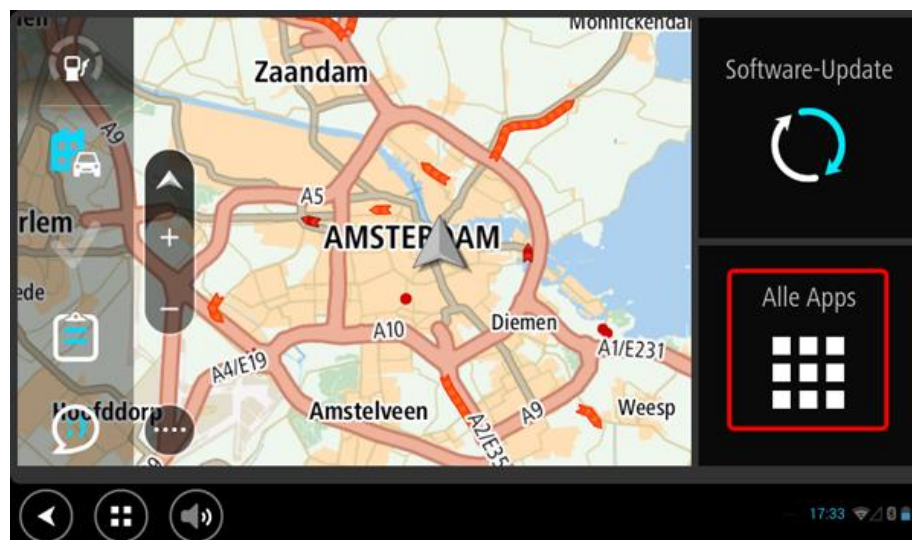 Monnickendar
Zaandam
A9
A5
rlem
AMSTERDAM
ede
A10
Diemen
A1/E231
A4/E19
Hoofddorp
Amstelveen
A9
Weesp
A2/E35
Software-Update
Alle Apps
17:33